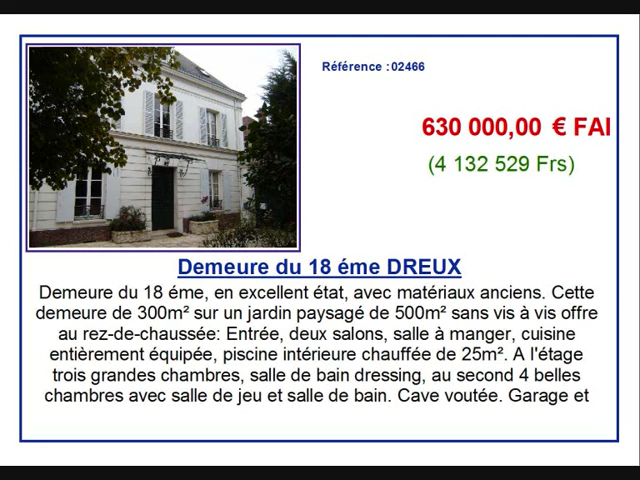 Référence :02466
630 000,00 € FAI
(4 132 529 Frs)
Demeure du 18 éme DREUX
Demeure du 18 éme, en excellent état, avec matériaux anciens. Cette
demeure de 300m² sur un jardin paysagé de 500m² sans vis à vis offre
au rez-de-chaussée: Entrée, deux salons, salle à manger, cuisine
entièrement équipée, piscine intérieure chauffée de 25m². A l'étage
trois grandes chambres, salle de bain dressing, au second 4 belles
chambres avec salle de jeu et salle de bain. Cave voutée. Garage et